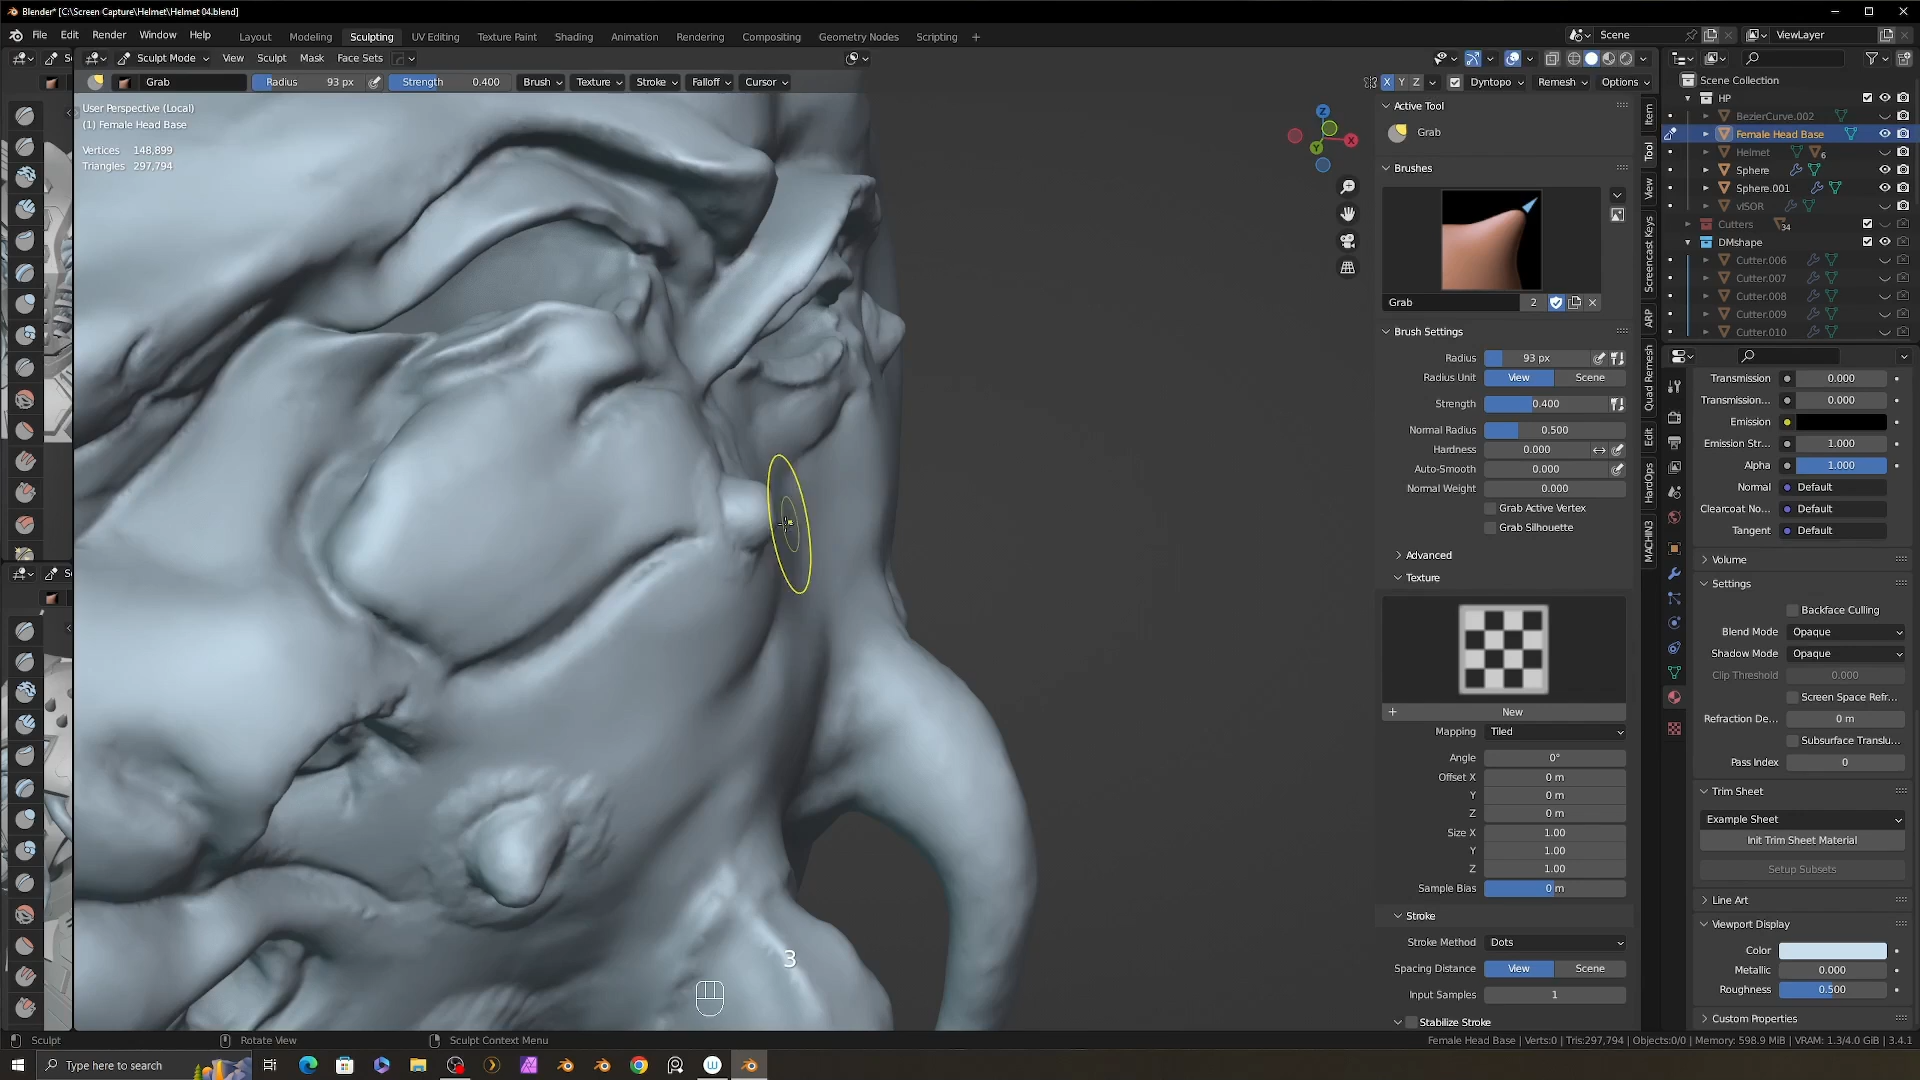 Blender* [C:\Screen Capture\Helmet\Helmet 04.blend]
File Edit Render Window Help
Layout Modeling Sculpting UV Editing Texture Paint Shading Animation Rendering Compositing Geometry Nodes Scripting +
Scene
ViewLayer
Sculpt Mode View Sculpt Mask Face Sets
Grab Radius 93 px Strength 0.400 Brush Texture Stroke Falloff Cursor
X Y Z Dyntopo Remesh Options
User Perspective (Local)
(1) Female Head Base
Vertices 148,899
Triangles 297,794
Z
X
Y
3
Active Tool
Grab
Brushes
Grab 2
Brush Settings
Radius 93 px
Radius Unit View Scene
Strength 0.400
Normal Radius 0.500
Hardness 0.000
Auto-Smooth 0.000
Normal Weight 0.000
Grab Active Vertex
Grab Silhouette
Advanced
Texture
+ New
Mapping Tiled
Angle 0°
Offset X 0 m
Y 0 m
Z 0 m
Size X 1.00
Y 1.00
Z 1.00
Sample Bias 0 m
Stroke
Stroke Method Dots
Spacing Distance View Scene
Input Samples 1
Stabilize Stroke
Item
Tool
View
Screencast Keys
ARP
Quad Remesh
Edit
HardOps
MACHIN3
Scene Collection
HP
BezierCurve.002
Female Head Base
Helmet 6
Sphere
Sphere.001
vISOR
Cutters 34
DMshape
Cutter.006
Cutter.007
Cutter.008
Cutter.009
Cutter.010
Transmission 0.000
Transmission... 0.000
Emission
Emission Str... 1.000
Alpha 1.000
Normal Default
Clearcoat No... Default
Tangent Default
Volume
Settings
Backface Culling
Blend Mode Opaque
Shadow Mode Opaque
Clip Threshold 0.000
Screen Space Refr...
Refraction De... 0 m
Subsurface Translu...
Pass Index 0
Trim Sheet
Example Sheet
Init Trim Sheet Material
Setup Subsets
Line Art
Viewport Display
Color
Metallic 0.000
Roughness 0.500
Custom Properties
Sculpt Rotate View Sculpt Context Menu
Female Head Base | Verts:0 | Tris:297,794 | Objects:0/0 | Memory: 598.9 MiB | VRAM: 1.3/4.0 GiB | 3.4.1
Type here to search